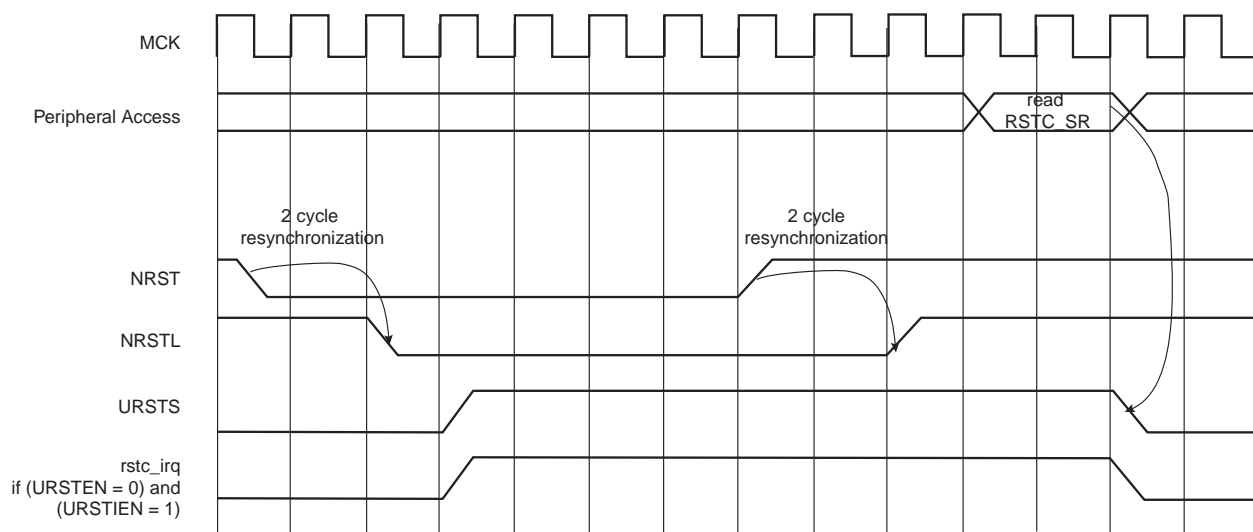 MCK
Peripheral Access
read
RSTC_SR
2 cycle
resynchronization
2 cycle
resynchronization
NRST
NRSTL
URSTS
rstc_irq
if (URSTEN = 0) and
(URSTIEN = 1)